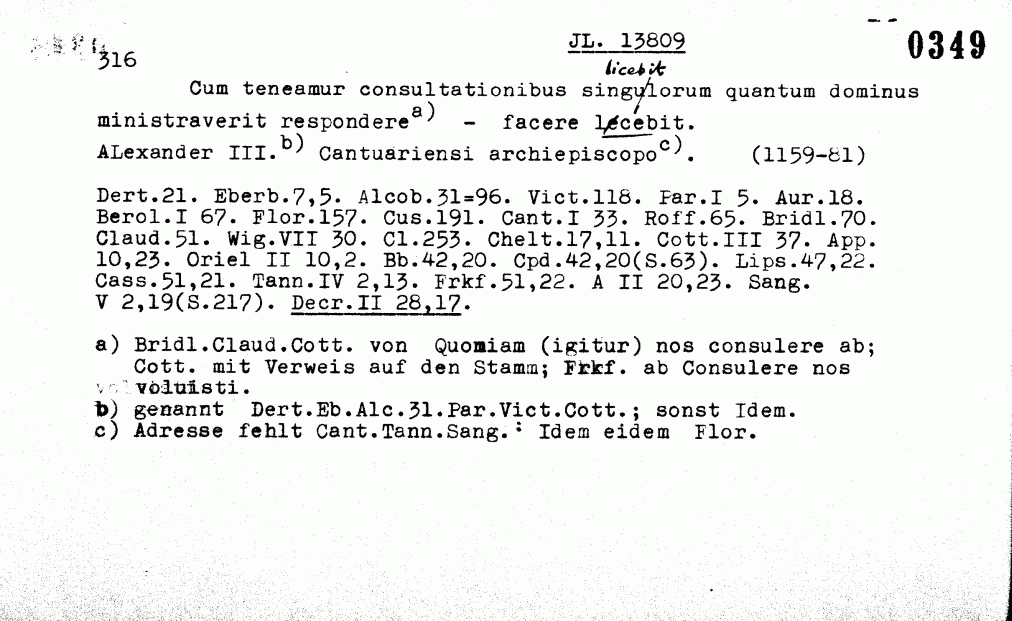 JL. 13809
0349
316
licebit
Cum teneamur consultationibus singulorum quantum dominus
ministraverit responderea) - facere lecebit.
ALexander III.b) Cantuariensi archiepiscopoc). (1159-81)
Dert.21. Eberb.7,5. Alcob.31=96. Vict.118. Par.I 5. Aur.18.
Berol.I 67. Flor.157. Cus.191. Cant.I 33. Roff.65. Bridl.70.
Claud.51. Wig.VII 30. Cl.253. Chelt.17,11. Cott.III 37. App.
10,23. Oriel II 10,2. Bb.42,20. Cpd.42,20(S.63). Lips.47,22.
Cass.51,21. Tann.IV 2,13. Frkf.51,22. A II 20,23. Sang.
V 2,19(S.217). Decr.II 28,17.
a) Bridl.Claud.Cott. von Quoniam (igitur) nos consulere ab;
Cott. mit Verweis auf den Stamm; Frkf. ab Consulere nos
voluisti.
b) genannt Dert.Eb.Alc.31.Par.Vict.Cott.; sonst Idem.
c) Adresse fehlt Cant.Tann.Sang.: Idem eidem Flor.